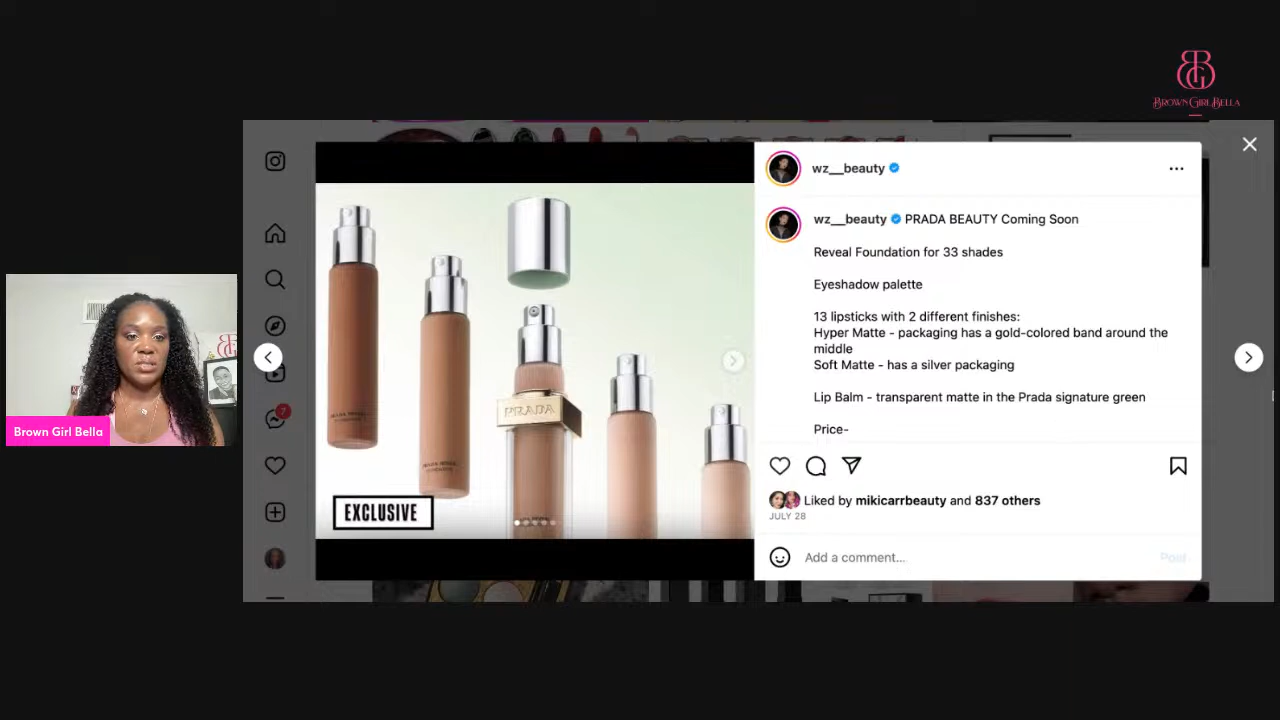 BROWN GIRL BELLA
wz__beauty
wz__beauty PRADA BEAUTY Coming Soon
Reveal Foundation for 33 shades
Eyeshadow palette
13 lipsticks with 2 different finishes:
Hyper Matte - packaging has a gold-colored band around the
middle
Soft Matte - has a silver packaging
Lip Balm - transparent matte in the Prada signature green
Price-
PRADA
EXCLUSIVE
7
Brown Girl Bella
Liked by mikicarrbeauty and 837 others
JULY 28
Add a comment...
Post